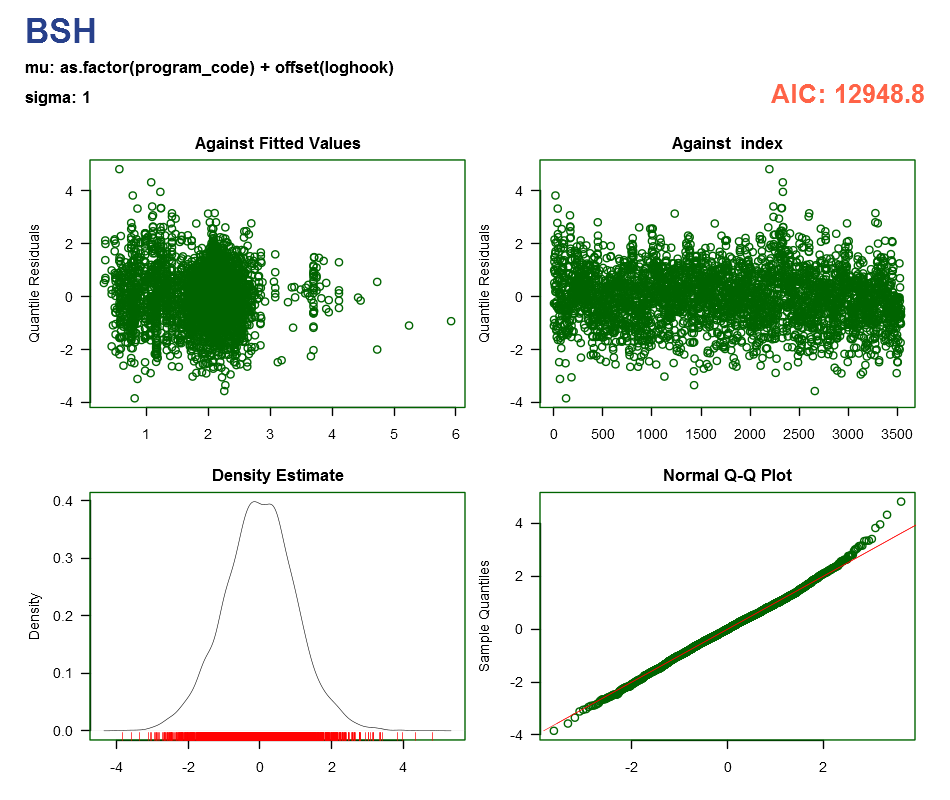 BSH
mu: as.factor(program_code) + offset(loghook)
sigma: 1
AIC: 12948.8
Against Fitted Values
Quantile Residuals
4
2
0
-2
-4
1 2 3 4 5 6
Against  index
Quantile Residuals
4
2
0
-2
-4
0 500 1000 1500 2000 2500 3000 3500
Density Estimate
Density
0.4
0.3
0.2
0.1
0.0
-4 -2 0 2 4
Normal Q-Q Plot
Sample Quantiles
4
2
0
-2
-4
-2 0 2